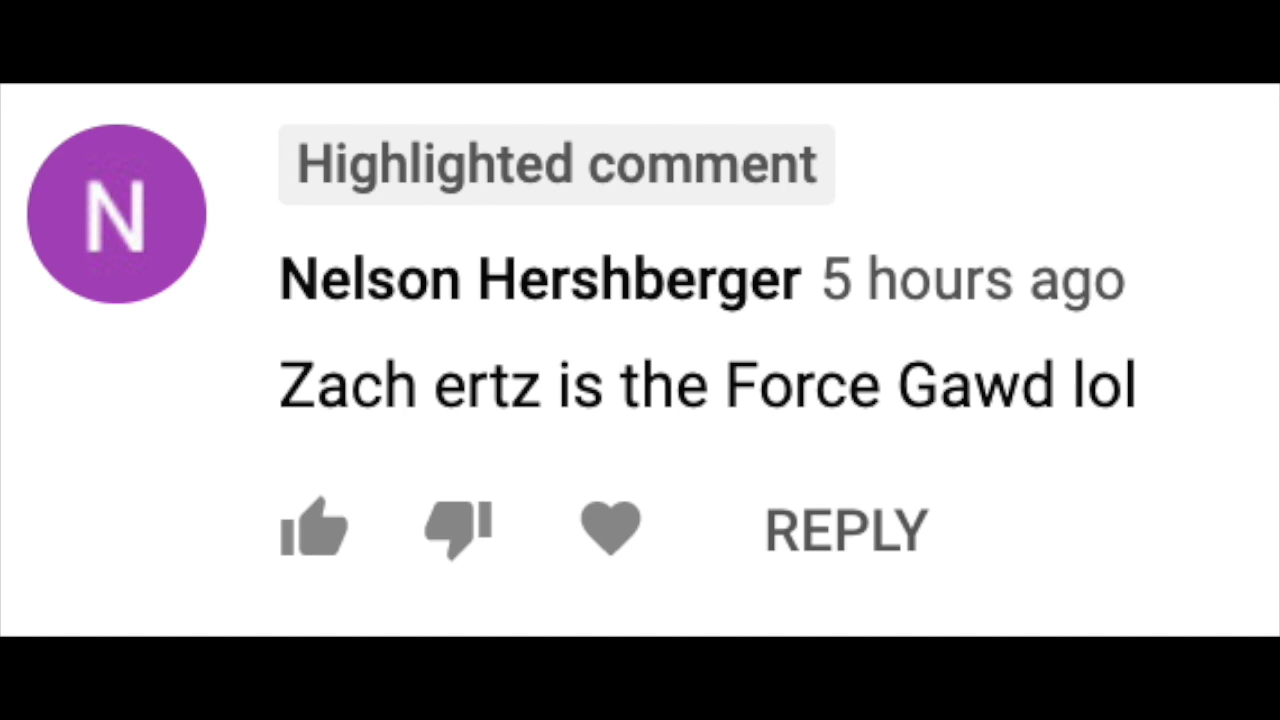 N
Highlighted comment
Nelson Hershberger 5 hours ago
Zach ertz is the Force Gawd lol
REPLY